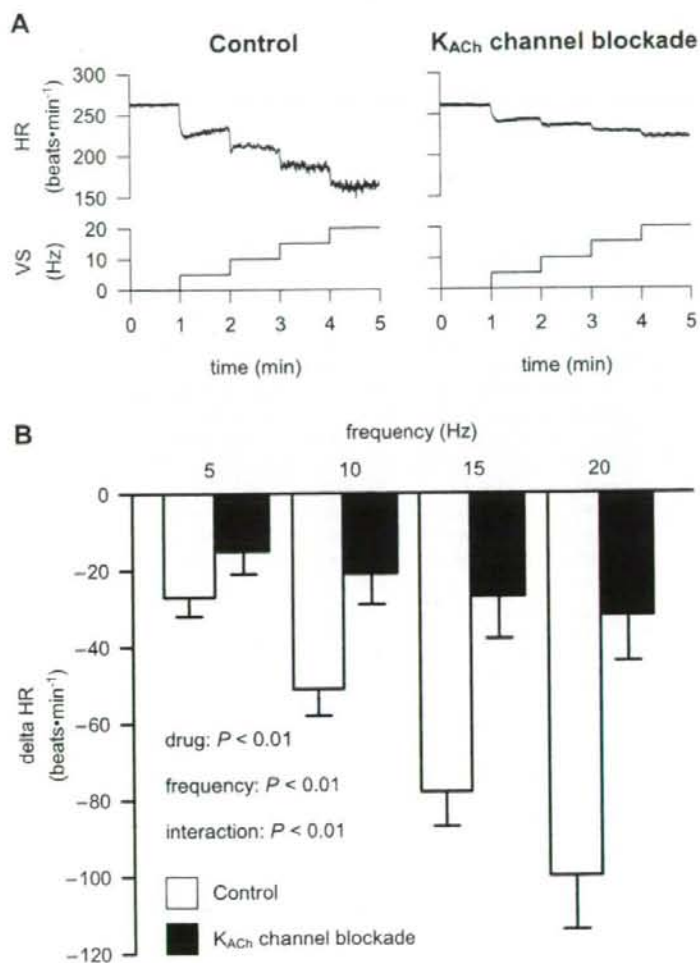 A
Control
K_ACh channel blockade
HR
(beats•min⁻¹)
300
250
200
150
VS
(Hz)
20
10
0
0 1 2 3 4 5
time (min)
0 1 2 3 4 5
time (min)
B
frequency (Hz)
5 10 15 20
delta HR
(beats•min⁻¹)
0
−20
−40
−60
−80
−100
−120
drug: P < 0.01
frequency: P < 0.01
interaction: P < 0.01
Control
K_ACh channel blockade